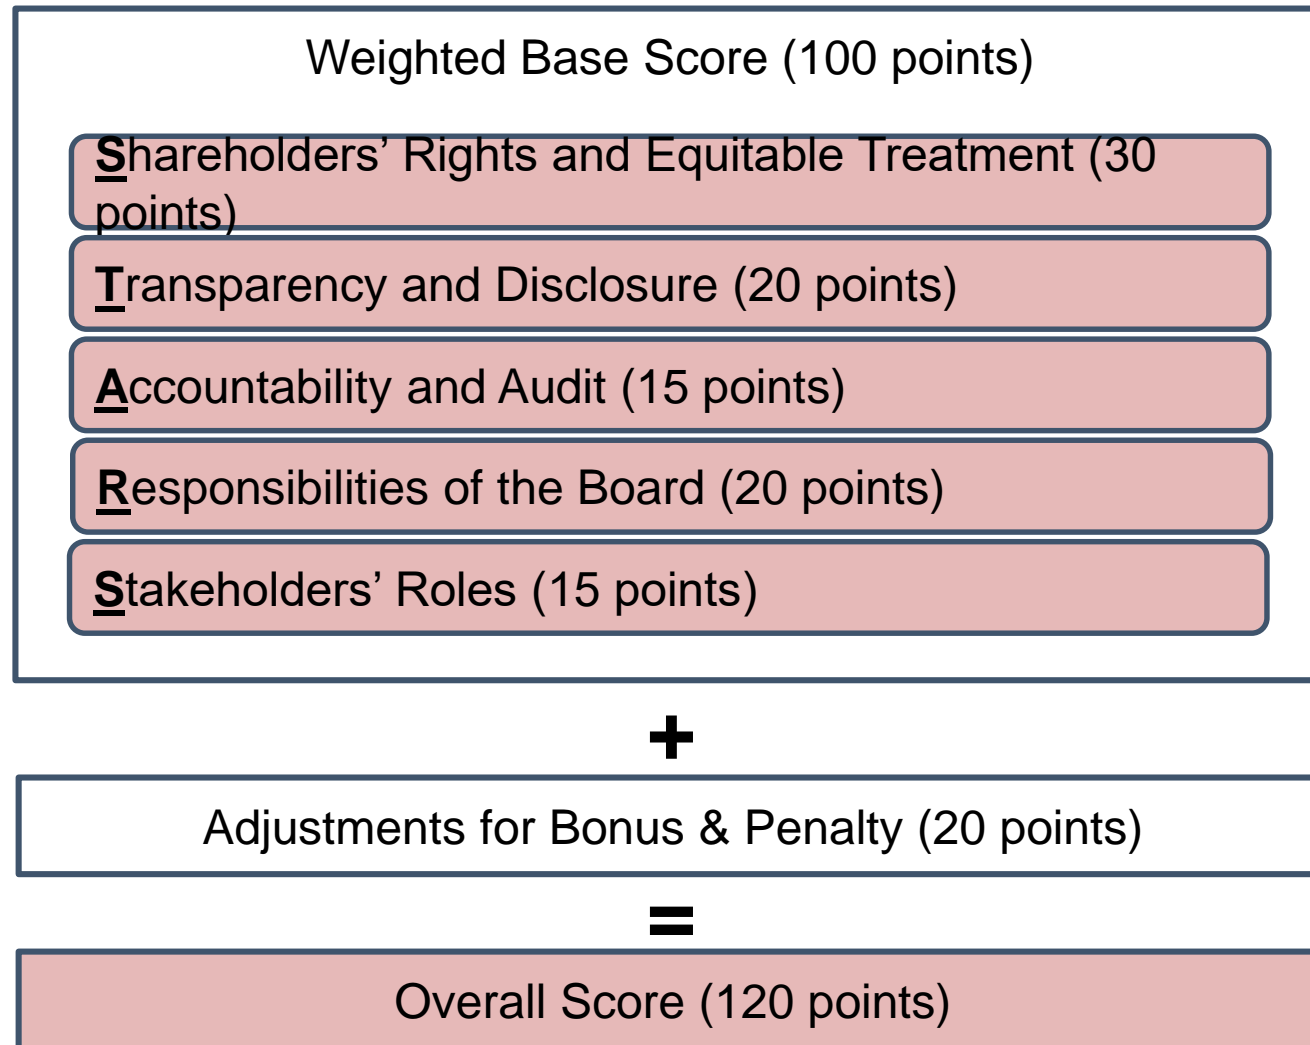 Weighted Base Score (100 points)
Shareholders’ Rights and Equitable Treatment (30
points)
Transparency and Disclosure (20 points)
Accountability and Audit (15 points)
Responsibilities of the Board (20 points)
Stakeholders’ Roles (15 points)
+
Adjustments for Bonus & Penalty (20 points)
=
Overall Score (120 points)